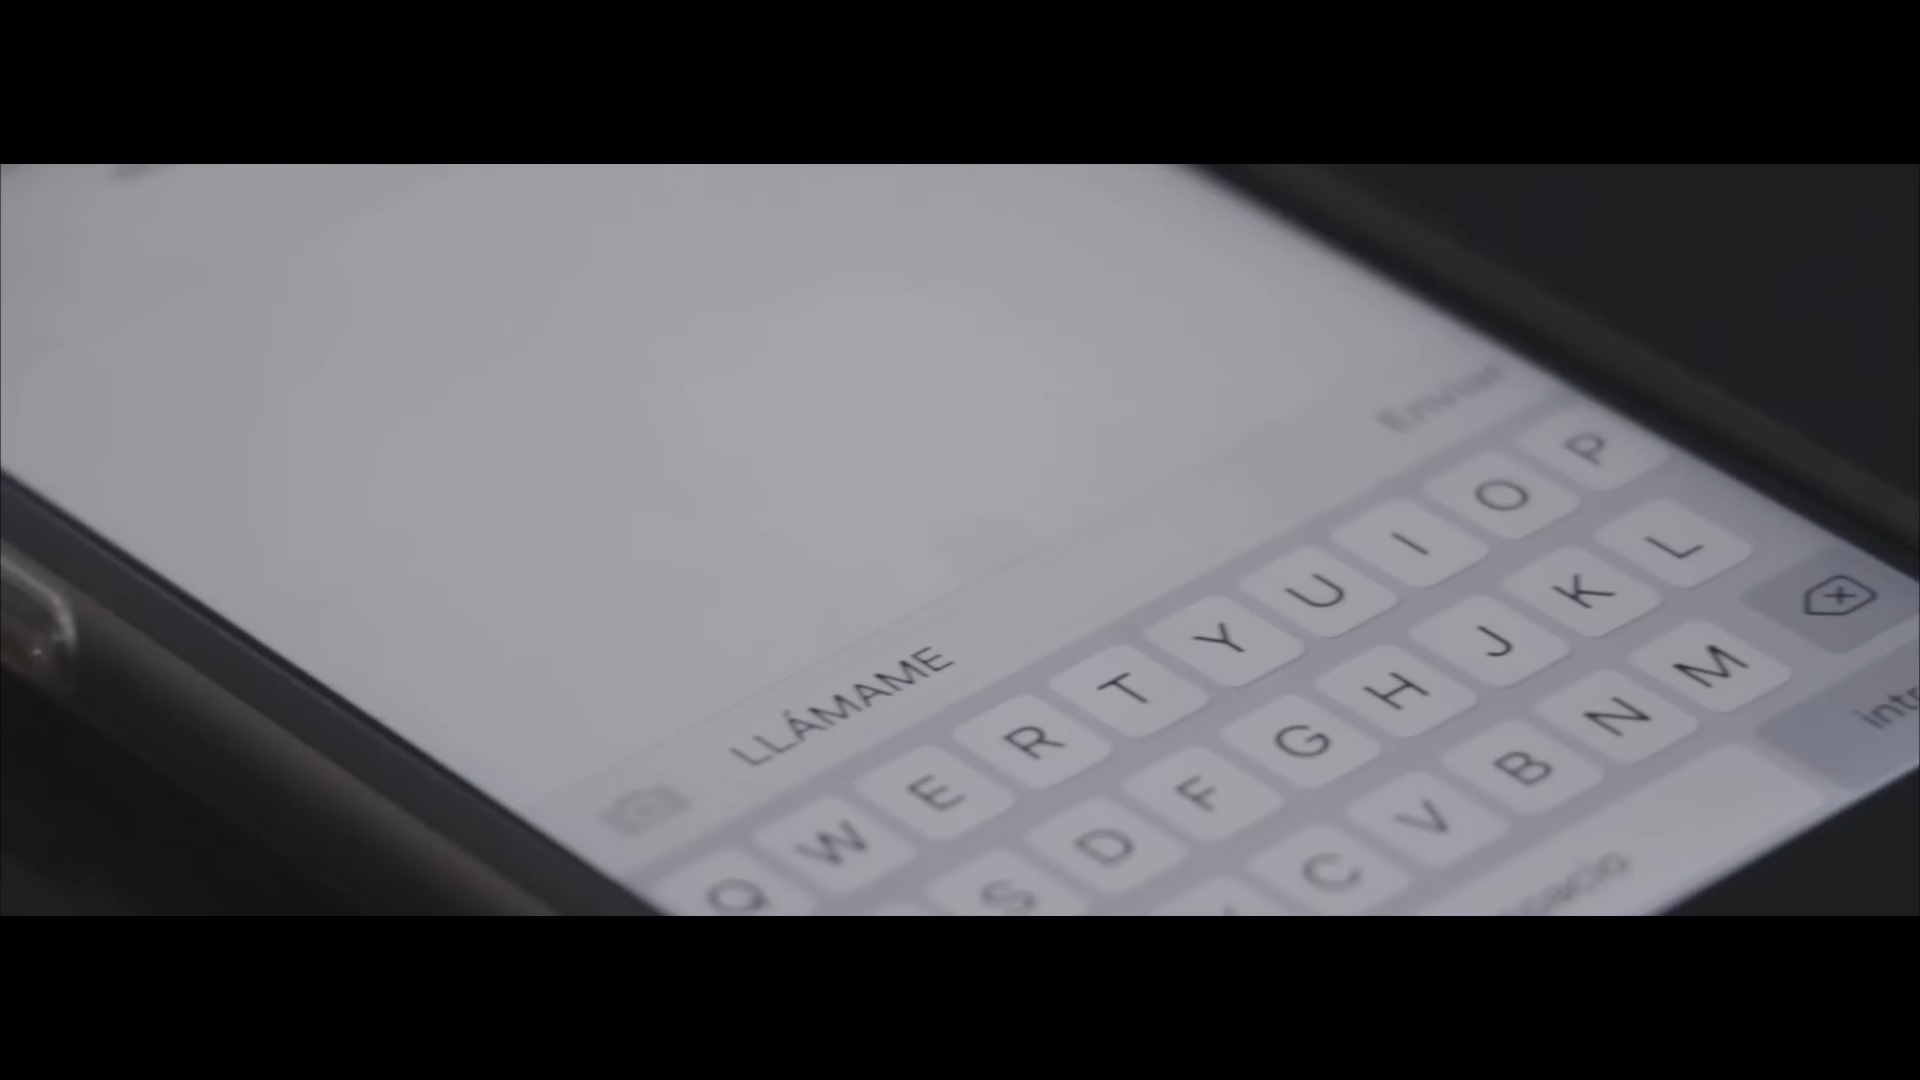 Enviar
LLÁMAME
Q W E R T Y U I O P
S D F G H J K L
C V B N M